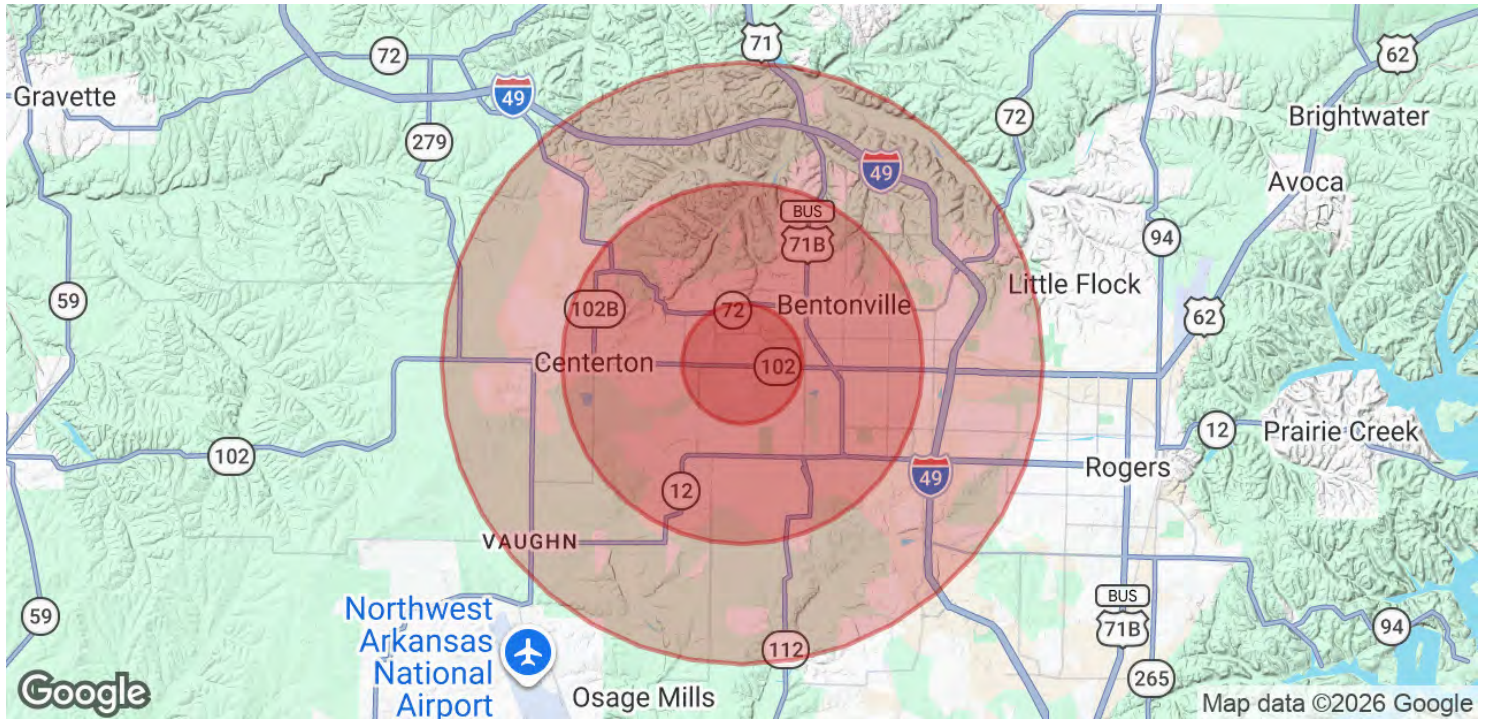 71
62
72
Gravette
49
Brightwater
72
279
49
Avoca
BUS
71B
94
Little Flock
59
102B
72
Bentonville
62
Centerton
102
12
Prairie Creek
102
Rogers
49
12
VAUGHN
Northwest
Arkansas
National
Airport
59
BUS
71B
94
112
265
Osage Mills
Google
Map data ©2026 Google